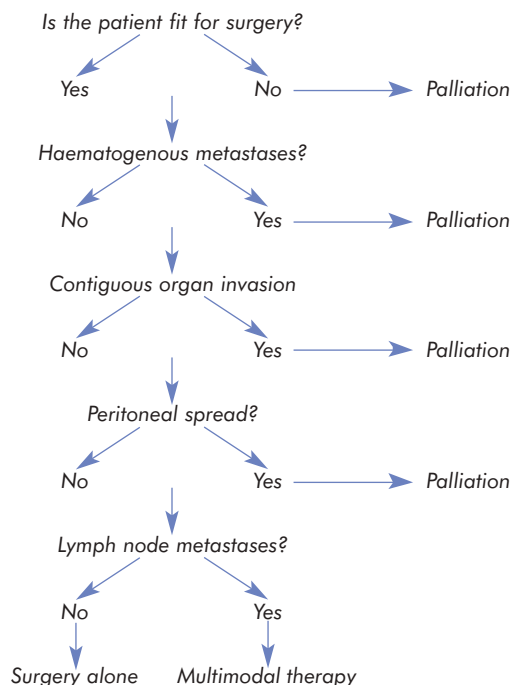 Is the patient fit for surgery?
Yes No Palliation
Haematogenous metastases?
No Yes Palliation
Contiguous organ invasion
No Yes Palliation
Peritoneal spread?
No Yes Palliation
Lymph node metastases?
No Yes
Surgery alone Multimodal therapy